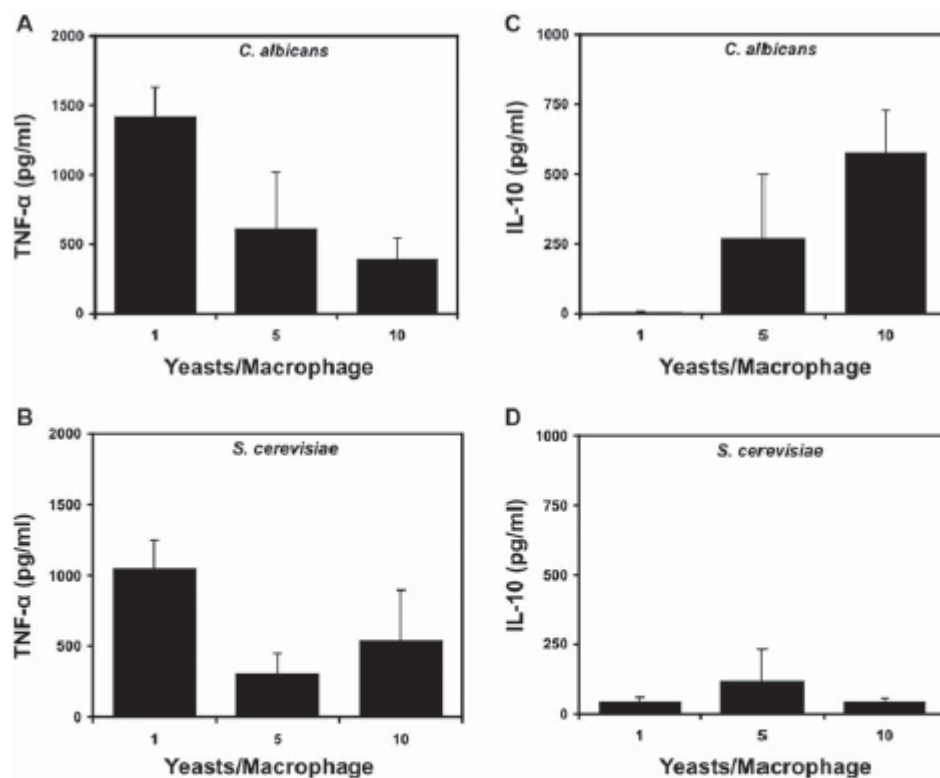 A
C. albicans
TNF-α (pg/ml)
2000
1500
1000
500
0
1 5 10
Yeasts/Macrophage
C
C. albicans
IL-10 (pg/ml)
1000
750
500
250
0
1 5 10
Yeasts/Macrophage
B
S. cerevisiae
TNF-α (pg/ml)
2000
1500
1000
500
0
1 5 10
Yeasts/Macrophage
D
S. cerevisiae
IL-10 (pg/ml)
1000
750
500
250
0
1 5 10
Yeasts/Macrophage